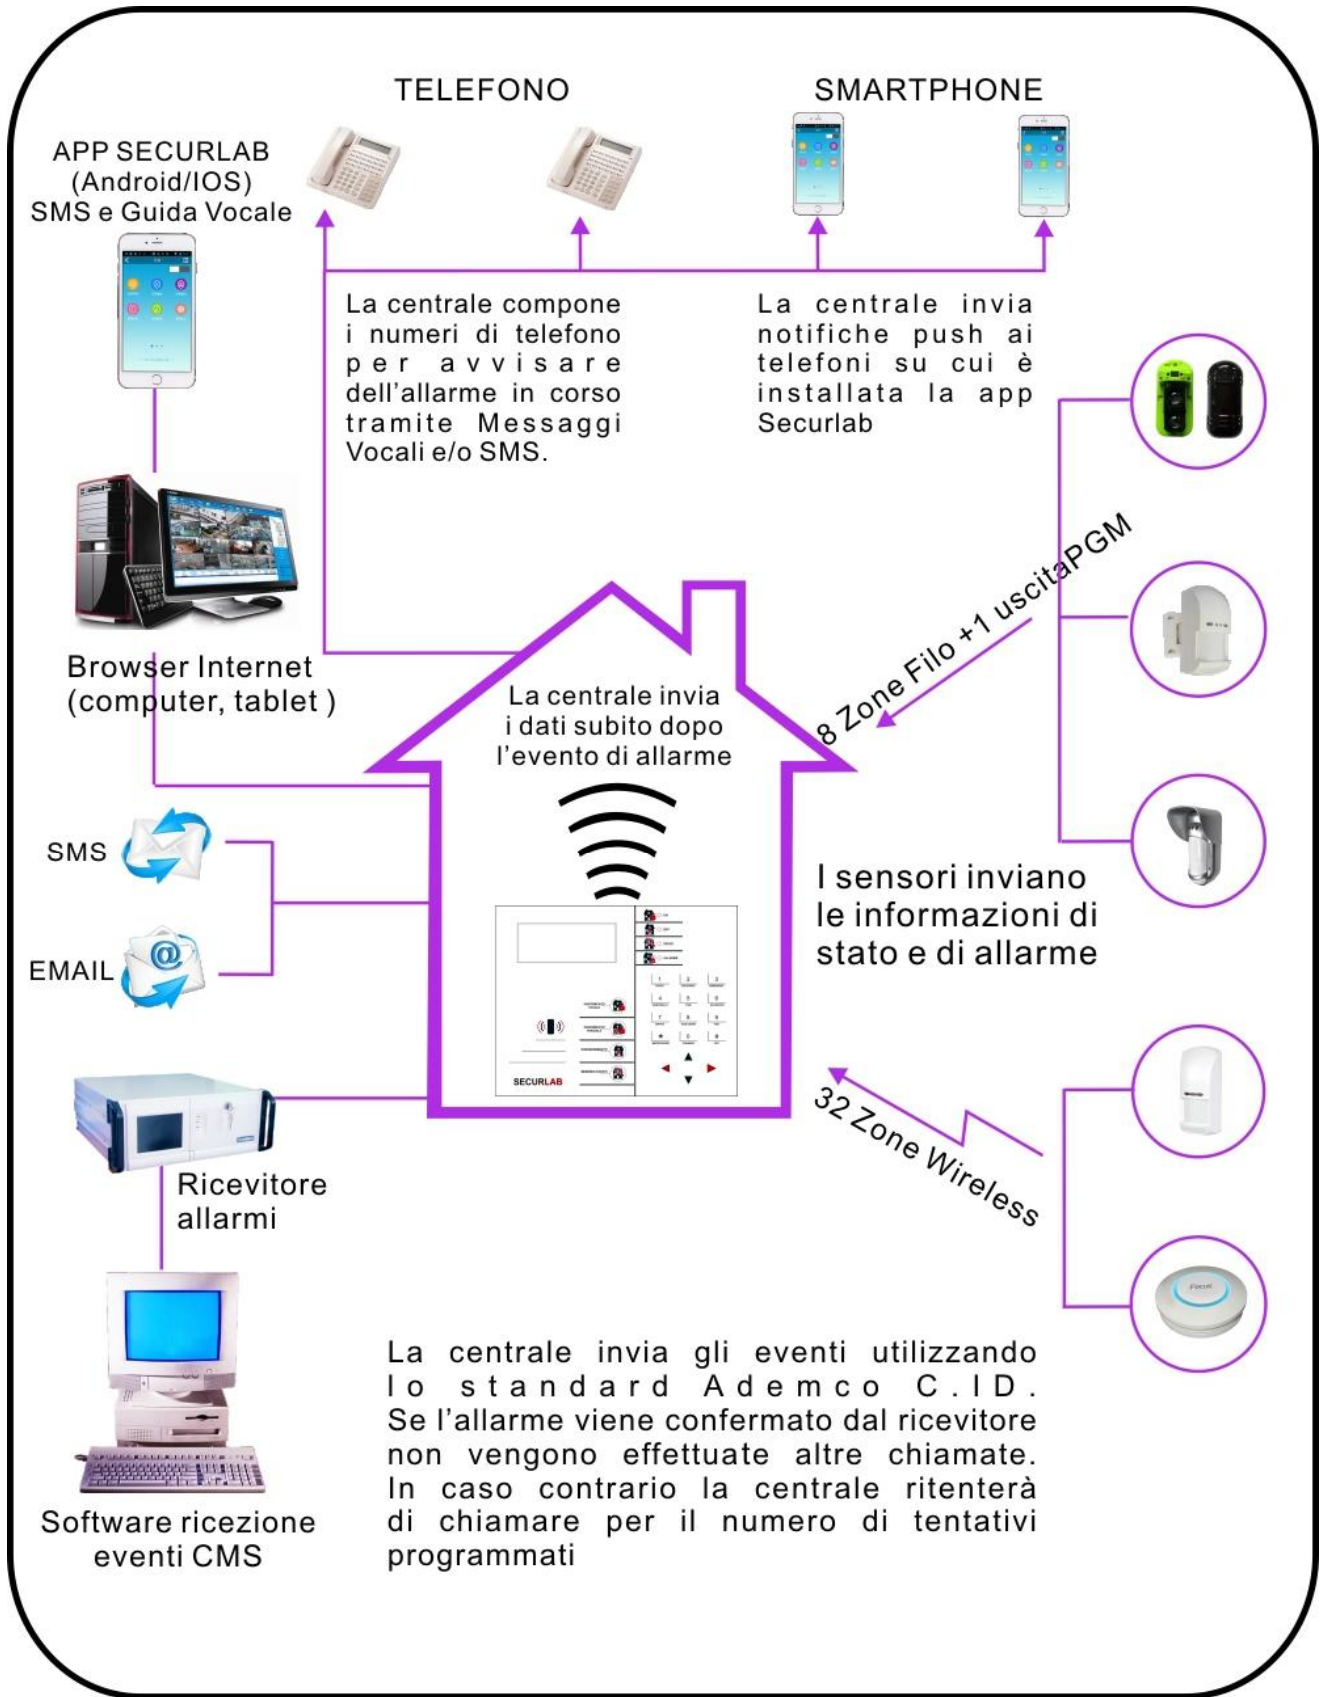 TELEFONO
SMARTPHONE
APP SECURLAB
(Android/IOS)
SMS e Guida Vocale
La centrale compone
i numeri di telefono
per avvisare
dell'allarme in corso
tramite Messaggi
Vocali e/o SMS.
La centrale invia
notifiche push ai
telefoni su cui è
installata la app
Securlab
8 Zone Filo +1 uscitaPGM
Browser Internet
(computer, tablet )
La centrale invia
i dati subito dopo
l'evento di allarme
SMS
EMAIL
I sensori inviano
le informazioni di
stato e di allarme
SECURLAB
32 Zone Wireless
Ricevitore
allarmi
Focus
La centrale invia gli eventi utilizzando
lo standard Ademco C.ID.
Se l'allarme viene confermato dal ricevitore
non vengono effettuate altre chiamate.
In caso contrario la centrale ritenterà
di chiamare per il numero di tentativi
programmati
Software ricezione
eventi CMS